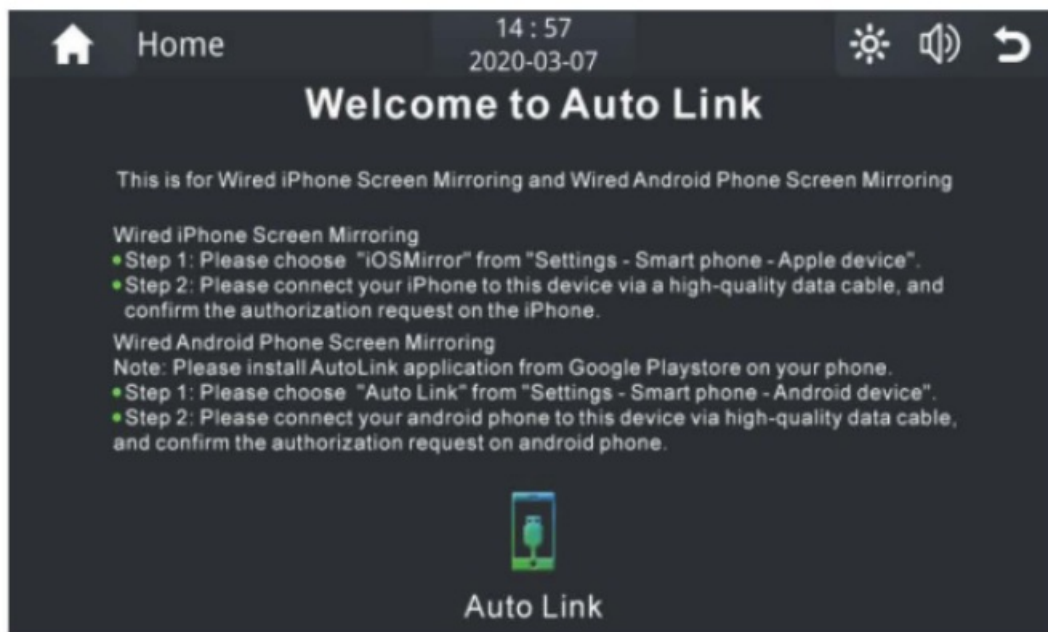 Home
14 : 57
2020-03-07
Welcome to Auto Link
This is for Wired iPhone Screen Mirroring and Wired Android Phone Screen Mirroring
Wired iPhone Screen Mirroring
•Step 1: Please choose "iOSMirror" from "Settings - Smart phone - Apple device".
•Step 2: Please connect your iPhone to this device via a high-quality data cable, and
confirm the authorization request on the iPhone.
Wired Android Phone Screen Mirroring
Note: Please install AutoLink application from Google Playstore on your phone.
•Step 1: Please choose "Auto Link" from "Settings - Smart phone - Android device".
•Step 2: Please connect your android phone to this device via high-quality data cable,
and confirm the authorization request on android phone.
Auto Link